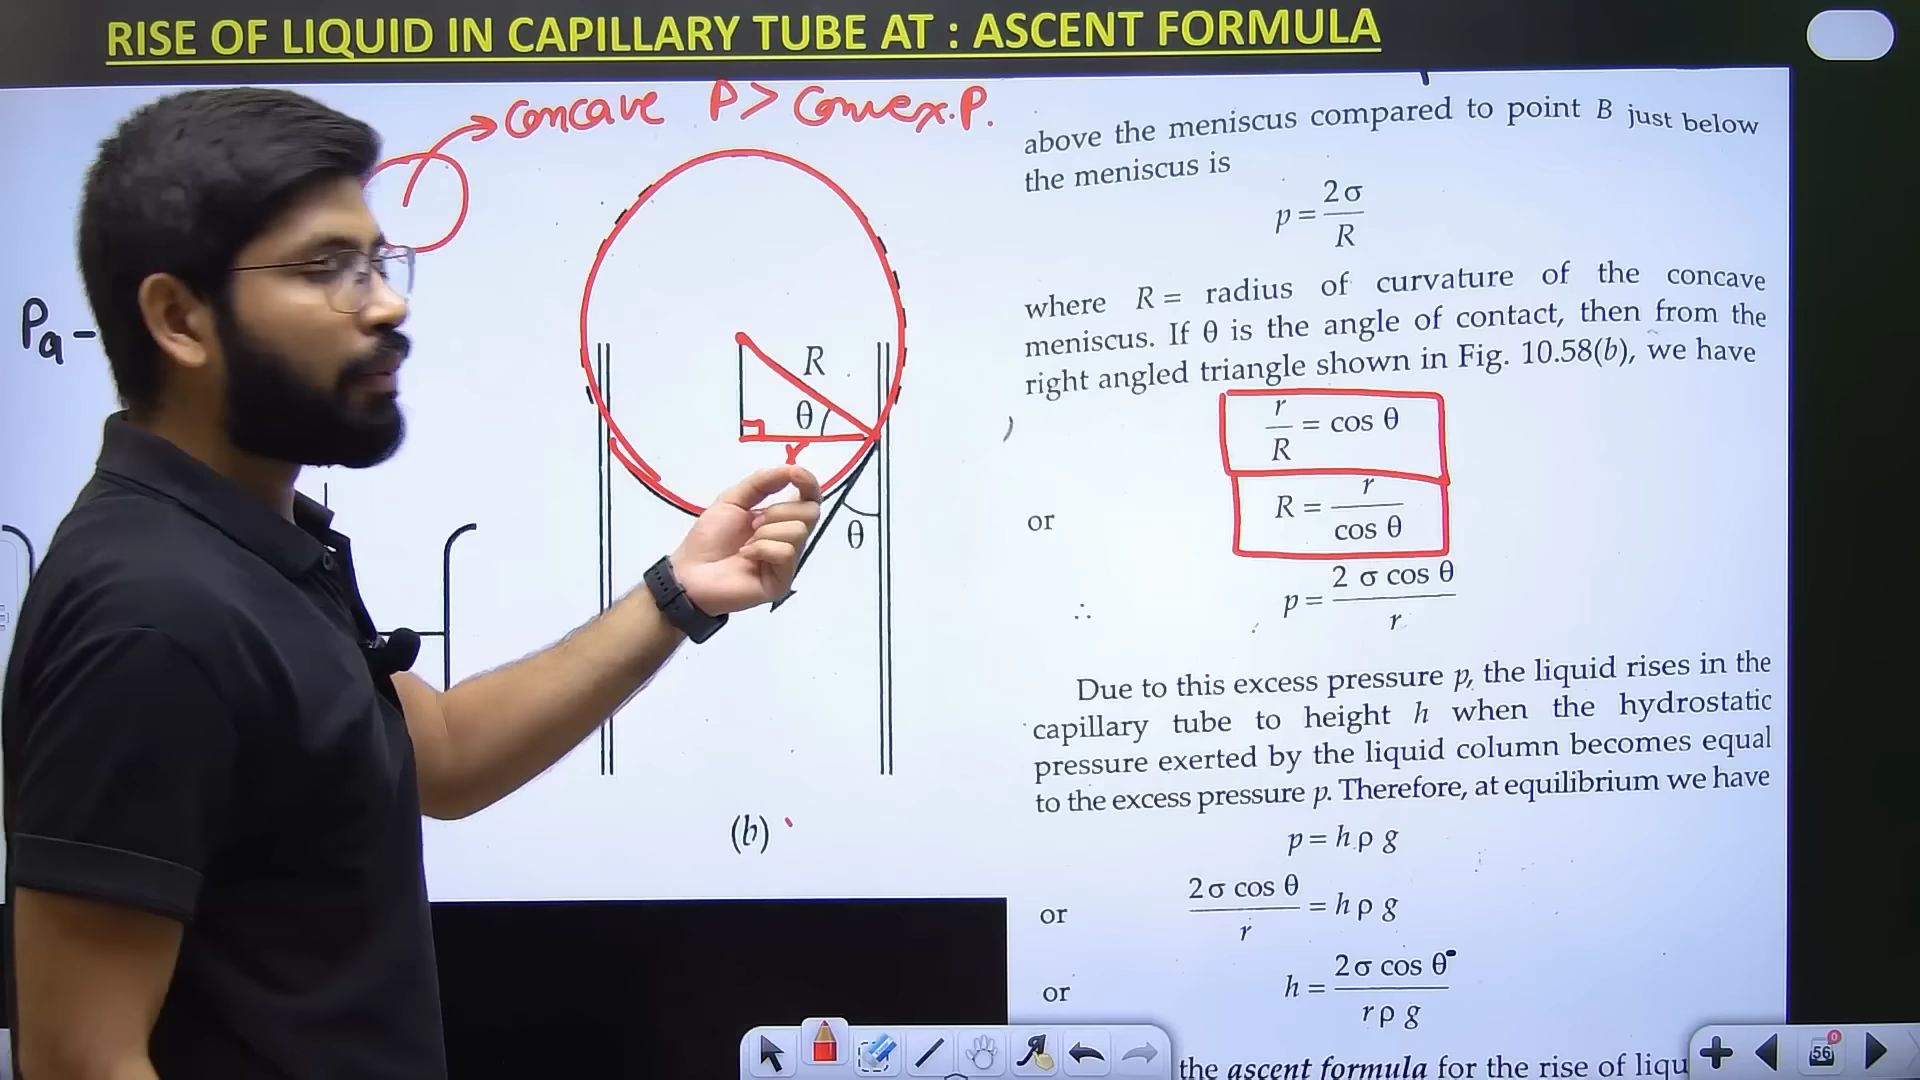 RISE OF LIQUID IN CAPILLARY TUBE AT : ASCENT FORMULA
concave P > Convex.P.
Pa -
R
θ
r
θ
(b)
above the meniscus compared to point B just below
the meniscus is
p = 2σ / R
where R = radius of curvature of the concave
meniscus. If θ is the angle of contact, then from the
right angled triangle shown in Fig. 10.58(b), we have
r / R = cos θ
or R = r / cos θ
∴ p = 2 σ cos θ / r
Due to this excess pressure p, the liquid rises in the
capillary tube to height h when the hydrostatic
pressure exerted by the liquid column becomes equal
to the excess pressure p. Therefore, at equilibrium we have
p = h ρ g
or 2σ cos θ / r = h ρ g
or h = 2σ cos θ / r ρ g
the ascent formula for the rise of liqu
56
0